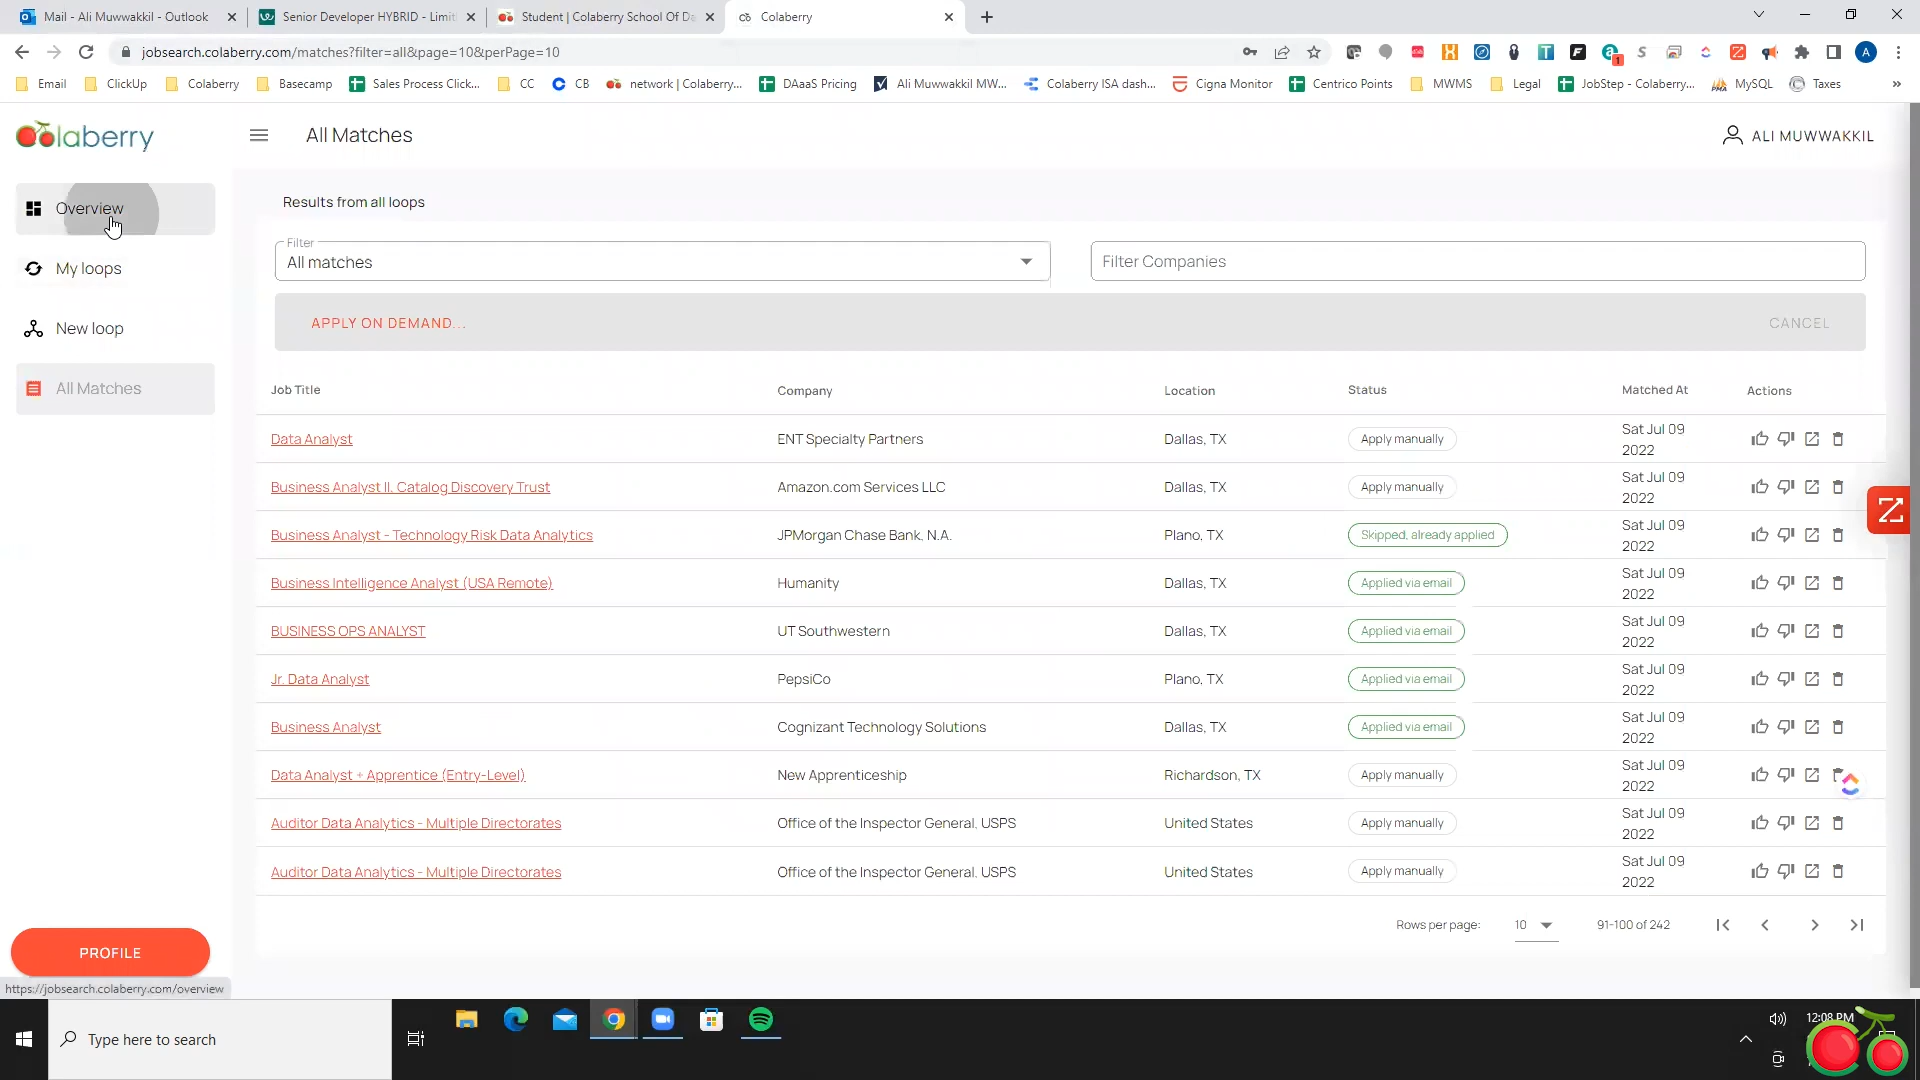 Mail - Ali Muwwakkil - Outlook
Senior Developer HYBRID - Limit
Student | Colaberry School Of Da
Colaberry
jobsearch.colaberry.com/matches?filter=all&page=10&perPage=10
Email
ClickUp
Colaberry
Basecamp
Sales Process Click...
CC
CB
network | Colaberry...
DAaaS Pricing
Ali Muwwakkil MW...
Colaberry ISA dash...
Cigna Monitor
Centrico Points
MWMS
Legal
JobStep - Colaberry...
MySQL
Taxes
Colaberry
All Matches
ALI MUWWAKKIL
Overview
My loops
New loop
All Matches
Results from all loops
Filter
All matches
Filter Companies
APPLY ON DEMAND...
CANCEL
Job Title Company Location Status Matched At Actions
Data Analyst ENT Specialty Partners Dallas, TX Apply manually Sat Jul 09
2022
Business Analyst II, Catalog Discovery Trust Amazon.com Services LLC Dallas, TX Apply manually Sat Jul 09
2022
Business Analyst - Technology Risk Data Analytics JPMorgan Chase Bank, N.A. Plano, TX Skipped, already applied Sat Jul 09
2022
Business Intelligence Analyst (USA Remote) Humanity Dallas, TX Applied via email Sat Jul 09
2022
BUSINESS OPS ANALYST UT Southwestern Dallas, TX Applied via email Sat Jul 09
2022
Jr. Data Analyst PepsiCo Plano, TX Applied via email Sat Jul 09
2022
Business Analyst Cognizant Technology Solutions Dallas, TX Applied via email Sat Jul 09
2022
Data Analyst + Apprentice (Entry-Level) New Apprenticeship Richardson, TX Apply manually Sat Jul 09
2022
Auditor Data Analytics - Multiple Directorates Office of the Inspector General, USPS United States Apply manually Sat Jul 09
2022
Auditor Data Analytics - Multiple Directorates Office of the Inspector General, USPS United States Apply manually Sat Jul 09
2022
Rows per page: 10 91-100 of 242
PROFILE
https://jobsearch.colaberry.com/overview
Type here to search
12:08 PM